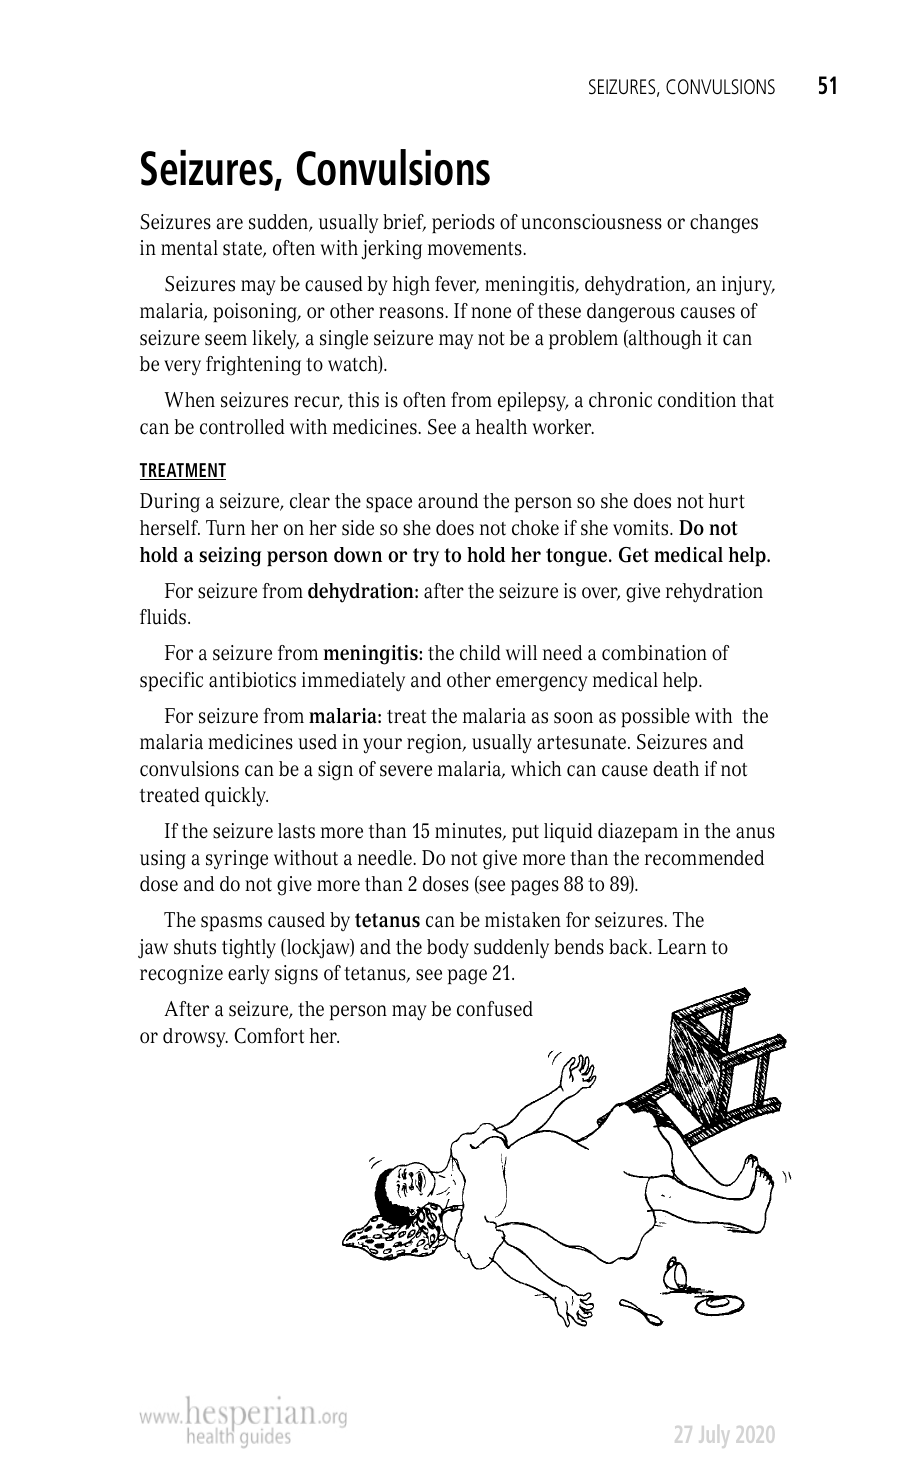 SEIZURES, CONVULSIONS 51
Seizures, Convulsions
Seizures are sudden, usually brief, periods of unconsciousness or changes
in mental state, often with jerking movements.
Seizures may be caused by high fever, meningitis, dehydration, an injury,
malaria, poisoning, or other reasons. If none of these dangerous causes of
seizure seem likely, a single seizure may not be a problem (although it can
be very frightening to watch).
When seizures recur, this is often from epilepsy, a chronic condition that
can be controlled with medicines. See a health worker.
TREATMENT
During a seizure, clear the space around the person so she does not hurt
herself. Turn her on her side so she does not choke if she vomits. Do not
hold a seizing person down or try to hold her tongue. Get medical help.
For seizure from dehydration: after the seizure is over, give rehydration
fluids.
For a seizure from meningitis: the child will need a combination of
specific antibiotics immediately and other emergency medical help.
For seizure from malaria: treat the malaria as soon as possible with the
malaria medicines used in your region, usually artesunate. Seizures and
convulsions can be a sign of severe malaria, which can cause death if not
treated quickly.
If the seizure lasts more than 15 minutes, put liquid diazepam in the anus
using a syringe without a needle. Do not give more than the recommended
dose and do not give more than 2 doses (see pages 88 to 89).
The spasms caused by tetanus can be mistaken for seizures. The
jaw shuts tightly (lockjaw) and the body suddenly bends back. Learn to
recognize early signs of tetanus, see page 21.
After a seizure, the person may be confused
or drowsy. Comfort her.
www.hesperian.org
health guides
27 July 2020